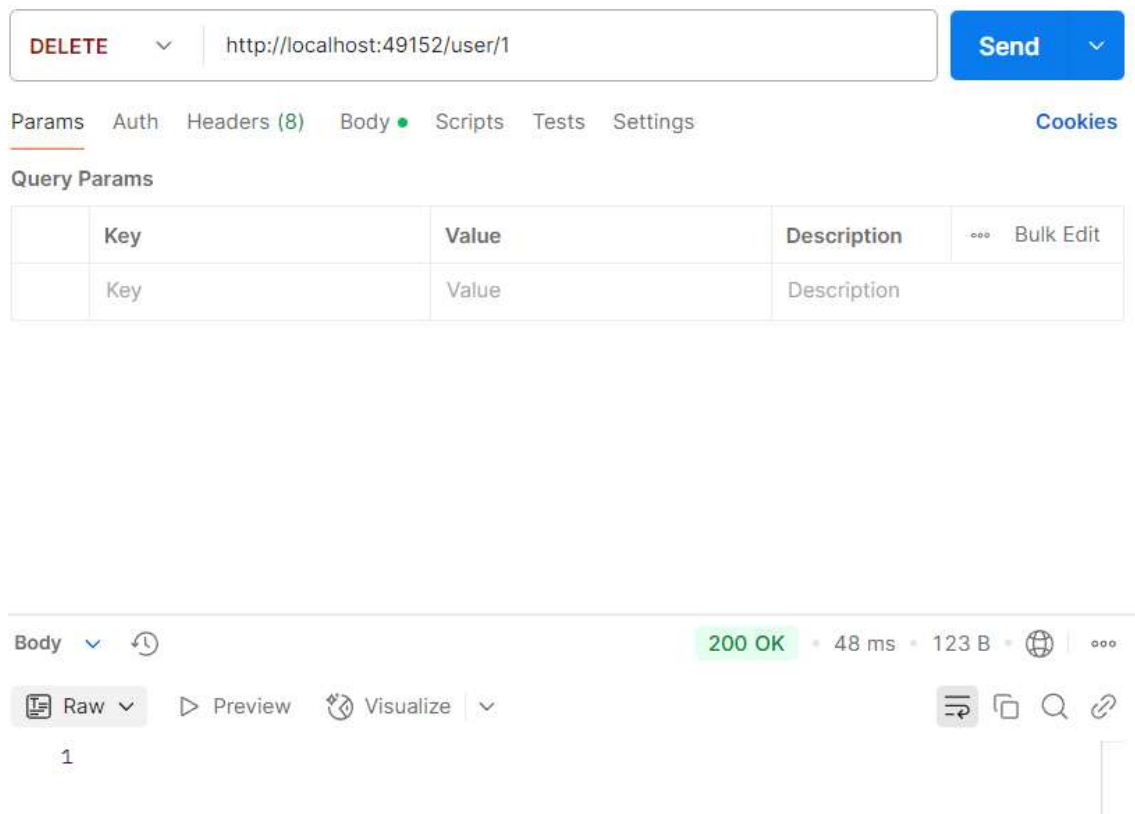 DELETE http://localhost:49152/user/1 Send
Params Auth Headers (8) Body Scripts Tests Settings Cookies
Query Params
Key Value Description Bulk Edit
Key Value Description
Body 200 OK 48 ms 123 B
Raw Preview Visualize
1